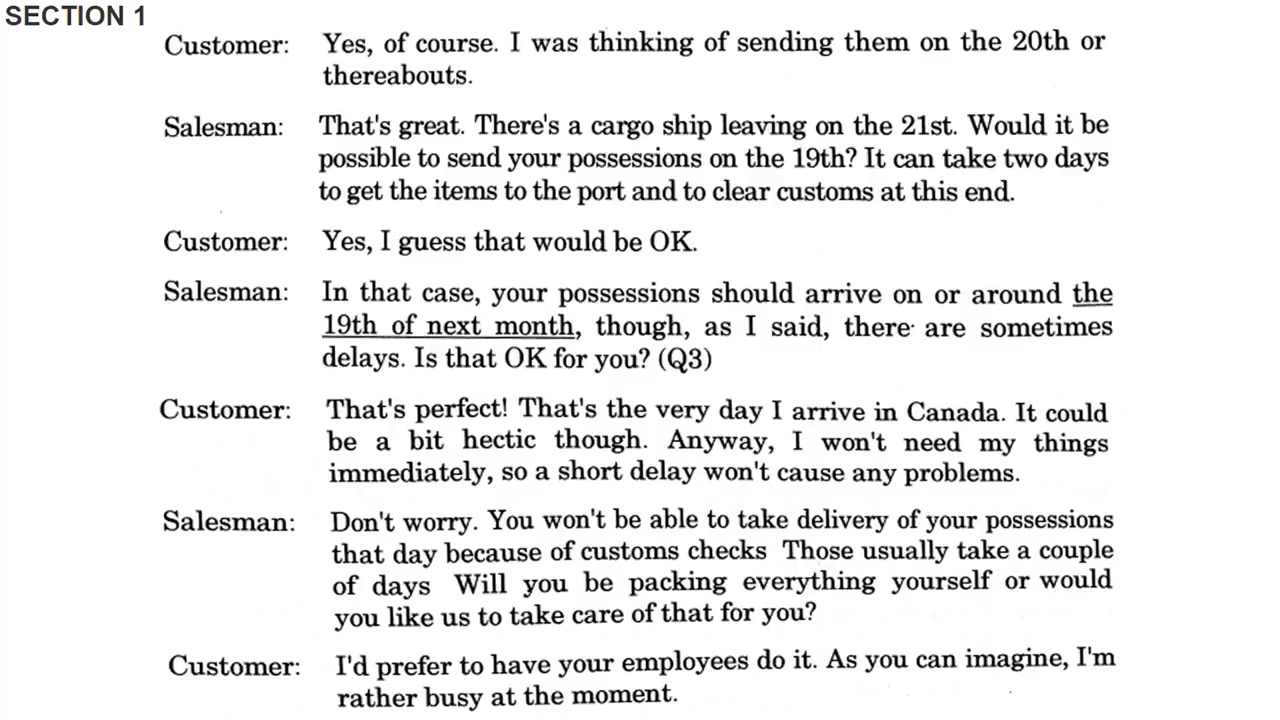 SECTION 1
Customer: Yes, of course. I was thinking of sending them on the 20th or
thereabouts.
Salesman: That's great. There's a cargo ship leaving on the 21st. Would it be
possible to send your possessions on the 19th? It can take two days
to get the items to the port and to clear customs at this end.
Customer: Yes, I guess that would be OK.
Salesman: In that case, your possessions should arrive on or around the
19th of next month, though, as I said, there are sometimes
delays. Is that OK for you? (Q3)
Customer: That's perfect! That's the very day I arrive in Canada. It could
be a bit hectic though. Anyway, I won't need my things
immediately, so a short delay won't cause any problems.
Salesman: Don't worry. You won't be able to take delivery of your possessions
that day because of customs checks Those usually take a couple
of days Will you be packing everything yourself or would
you like us to take care of that for you?
Customer: I'd prefer to have your employees do it. As you can imagine, I'm
rather busy at the moment.